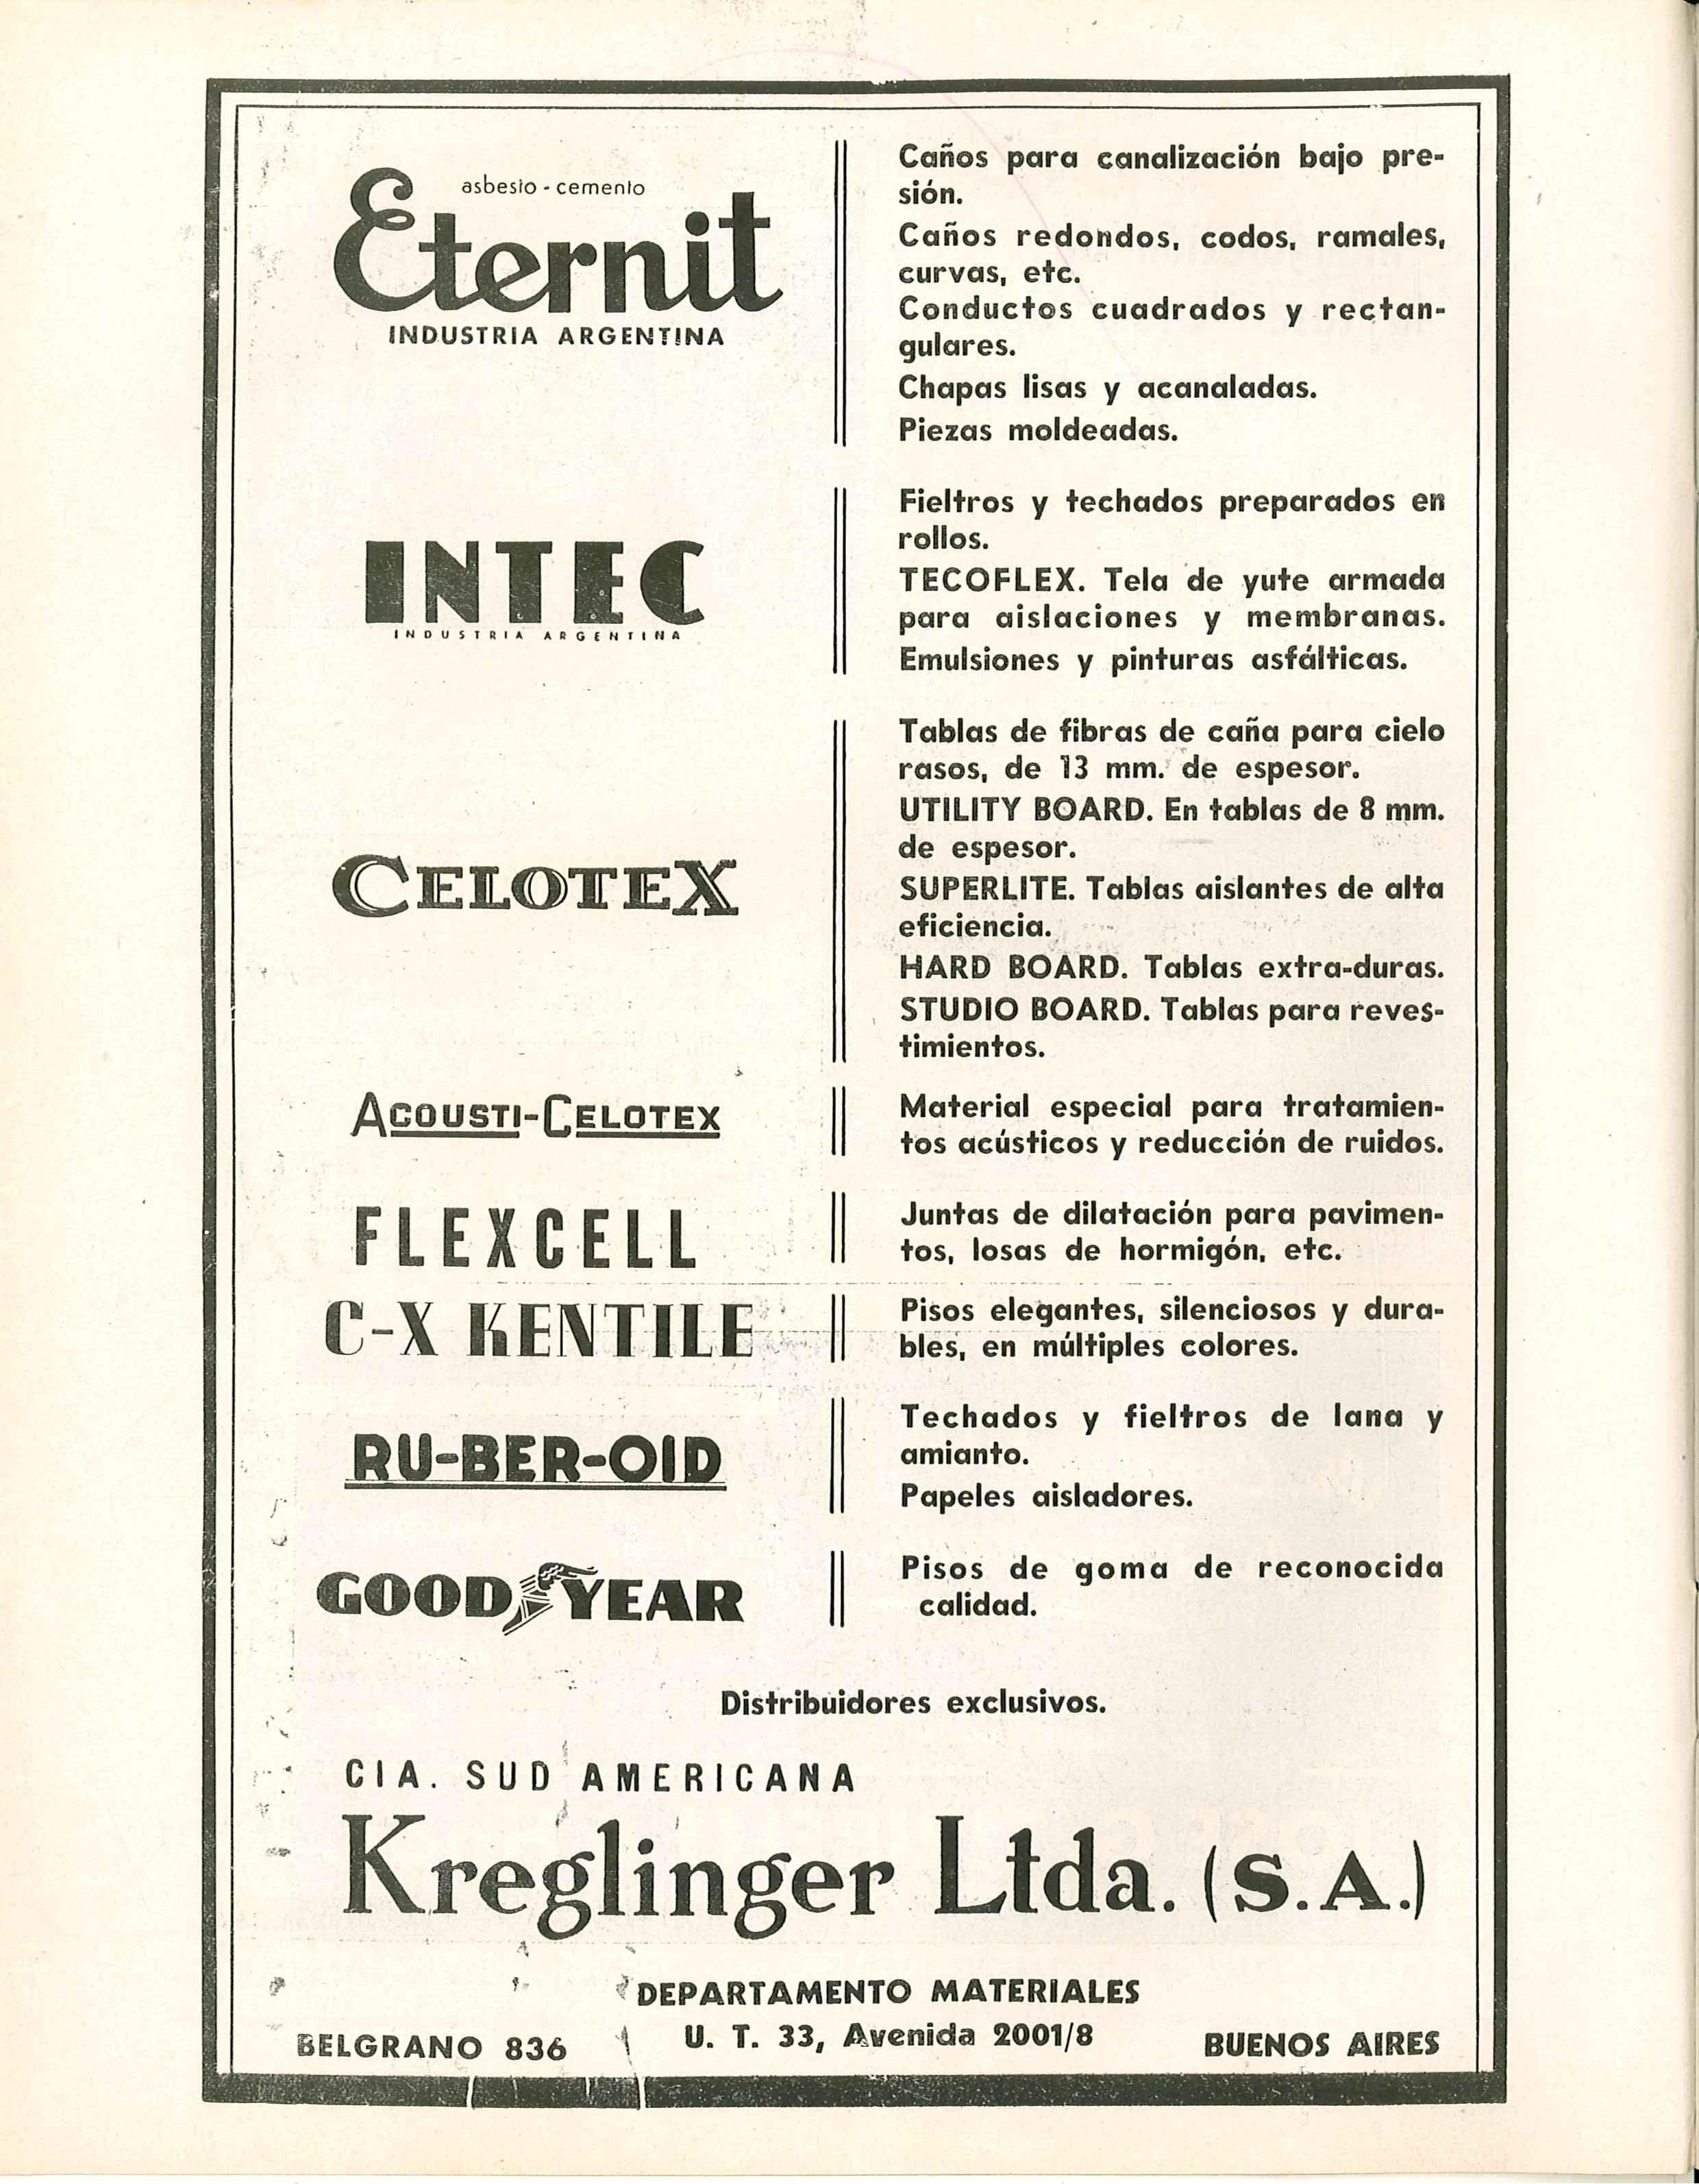 asbesto - cemento
Eternit
INDUSTRIA ARGENTINA
Caños para canalización bajo pre-
sión.
Caños redondos, codos, ramales,
curvas, etc.
Conductos cuadrados y rectan-
gulares.
Chapas lisas y acanaladas.
Piezas moldeadas.
INTEC
INDUSTRIA ARGENTINA
Fieltros y techados preparados en
rollos.
TECOFLEX. Tela de yute armada
para aislaciones y membranas.
Emulsiones y pinturas asfálticas.
CELOTEX
Tablas de fibras de caña para cielo
rasos, de 13 mm. de espesor.
UTILITY BOARD. En tablas de 8 mm.
de espesor.
SUPERLITE. Tablas aislantes de alta
eficiencia.
HARD BOARD. Tablas extra-duras.
STUDIO BOARD. Tablas para reves-
timientos.
ACOUSTI-CELOTEX
Material especial para tratamien-
tos acústicos y reducción de ruidos.
FLEXCELL
Juntas de dilatación para pavimen-
tos, losas de hormigón, etc.
C-X KENTILE
Pisos elegantes, silenciosos y dura-
bles, en múltiples colores.
RU-BER-OID
Techados y fieltros de lana y
amianto.
Papeles aisladores.
GOOD YEAR
Pisos de goma de reconocida
calidad.
Distribuidores exclusivos.
CIA. SUD AMERICANA
Kreglinger Ltda. (S.A.)
DEPARTAMENTO MATERIALES
BELGRANO 836 U. T. 33, Avenida 2001/8 BUENOS AIRES